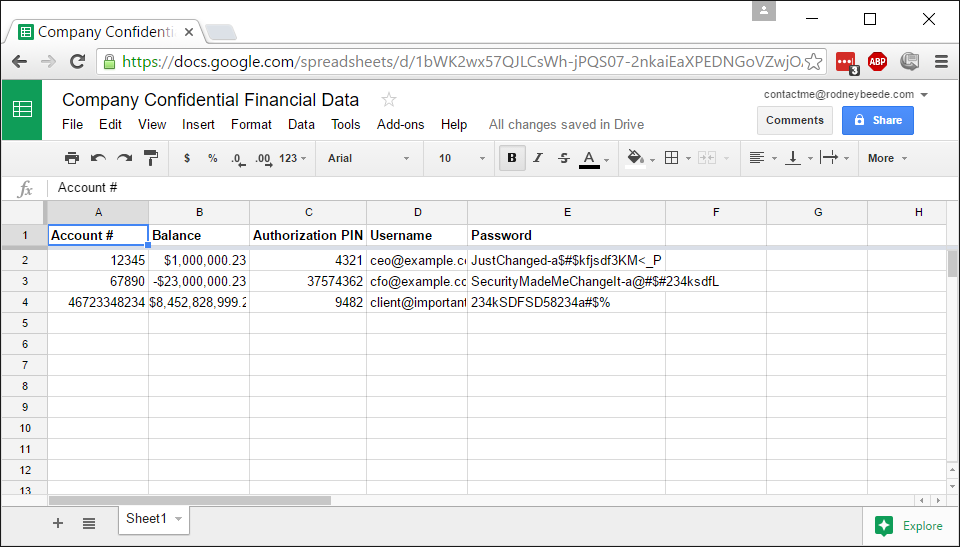 Company Confidenti
https://docs.google.com/spreadsheets/d/1bWK2wx57QJLCsWh-jPQS07-2nkaiEaXPEDNGoVZwjO
3
ABP
Company Confidential Financial Data
contactme@rodneybeede.com
File Edit View Insert Format Data Tools Add-ons Help All changes saved in Drive
Comments Share
$ % .0 .00 123 Arial 10 B I S A More
fx Account #
A B C D E F G H
1 Account # Balance Authorization PIN Username Password
2 12345 $1,000,000.23 4321 ceo@example.cc JustChanged-a$#$kfjsdf3KM<_P
3 67890 -$23,000,000.23 37574362 cfo@example.cc SecurityMadeMeChangeIt-a@#$#234ksdfL
4 46723348234 $8,452,828,999.2 9482 client@important 234kSDFSD58234a#$%
5
6
7
8
9
10
11
12
13
Sheet1
Explore